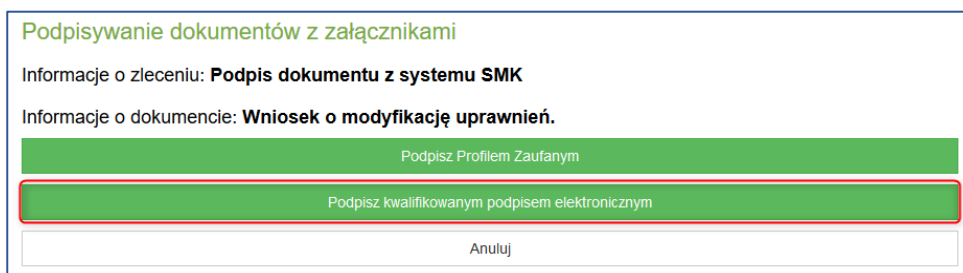 Podpisywanie dokumentów z załącznikami
Informacje o zleceniu: Podpis dokumentu z systemu SMK
Informacje o dokumencie: Wniosek o modyfikację uprawnień.
Podpisz Profilem Zaufanym
Podpisz kwalifikowanym podpisem elektronicznym
Anuluj